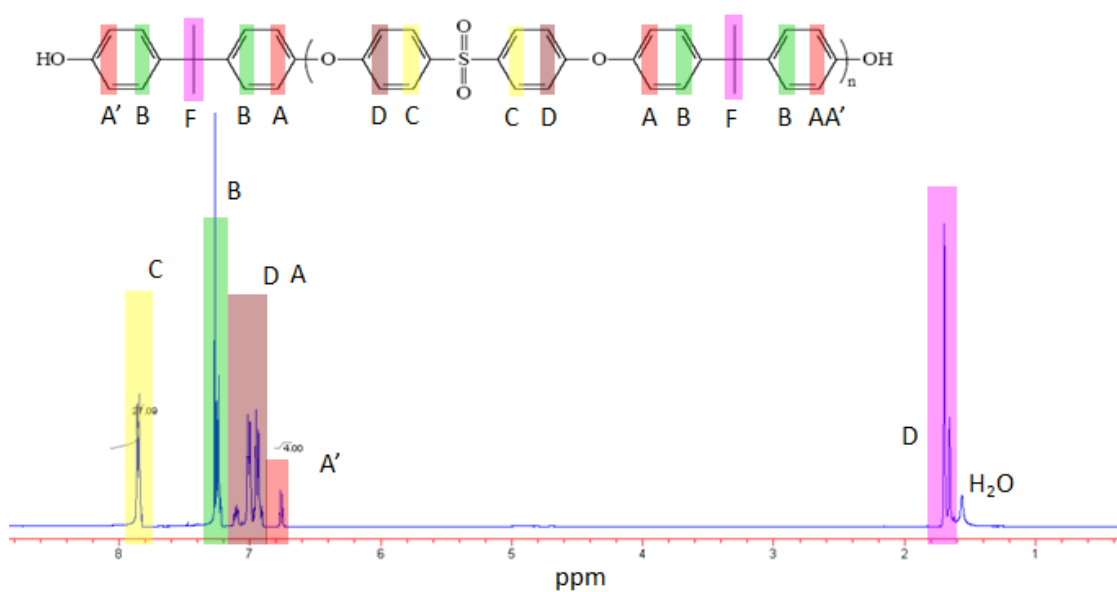 O
HO O S O OH
O n
A' B F B A D C C D A B F B AA'
B
C D A
27.09 4.00
A'
D
H₂O
8 7 6 5 4 3 2 1
ppm